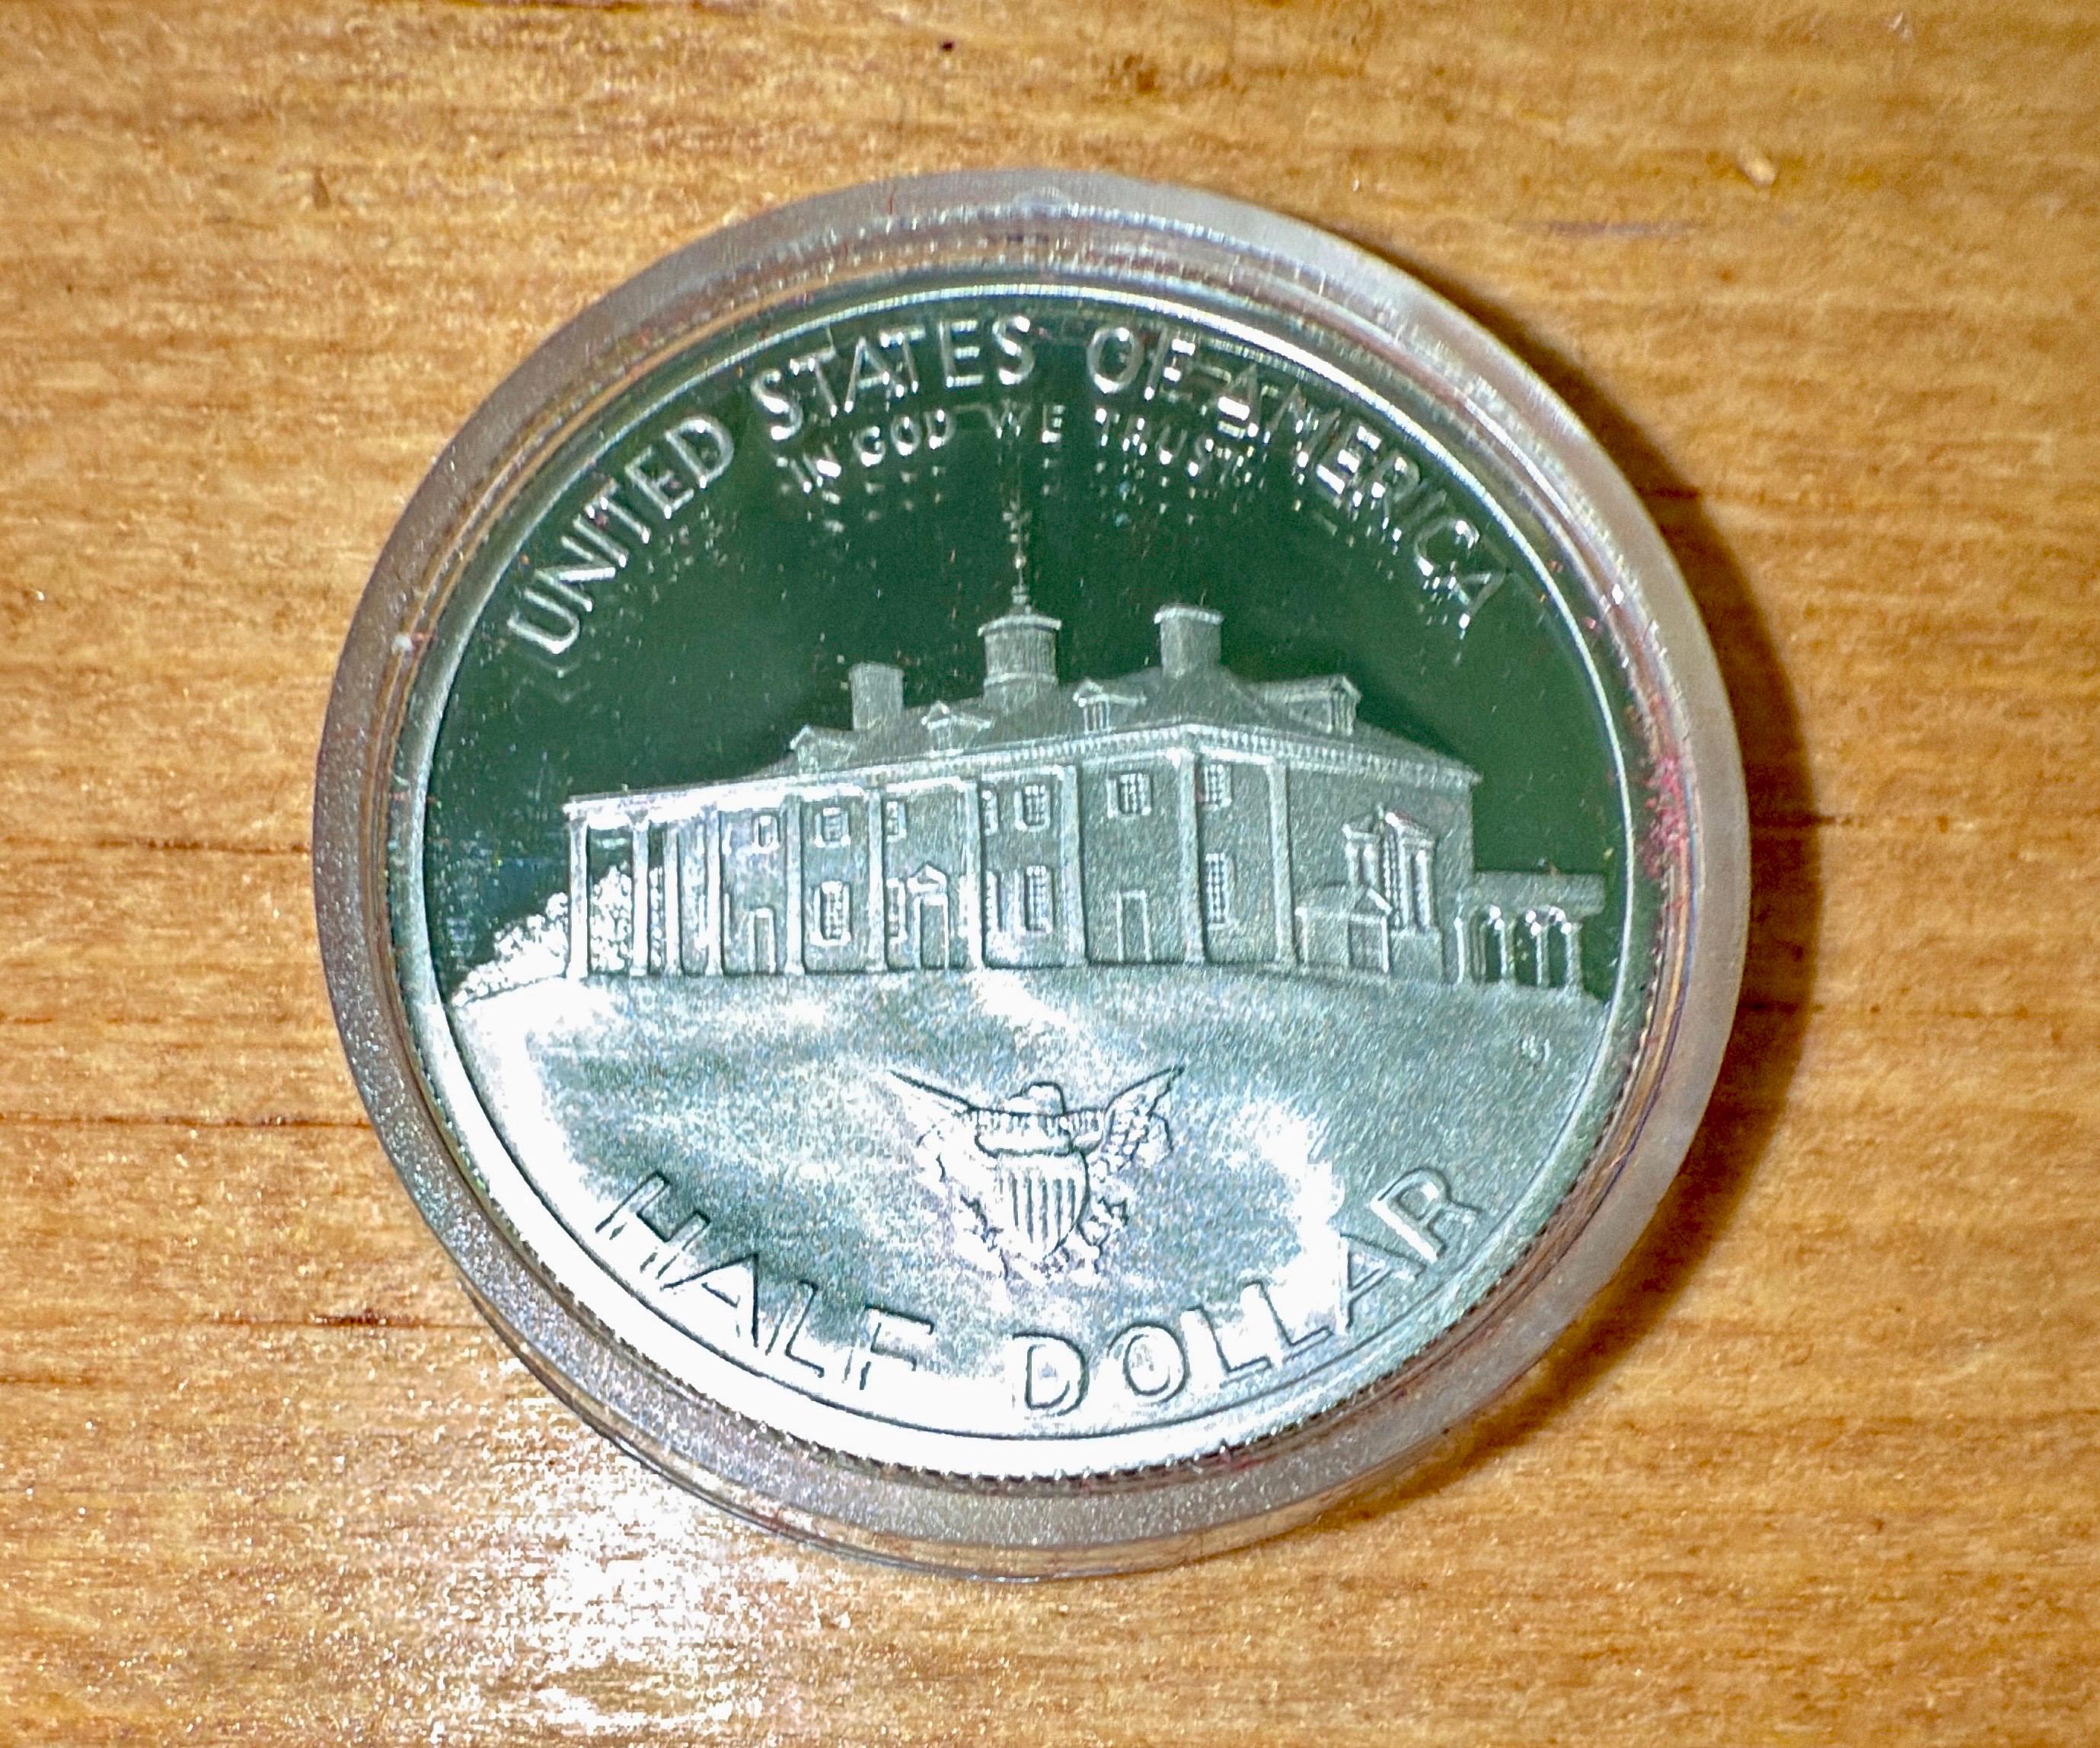 UNITED STATES OF AMERICA
IN GOD WE TRUST
HALF DOLLAR